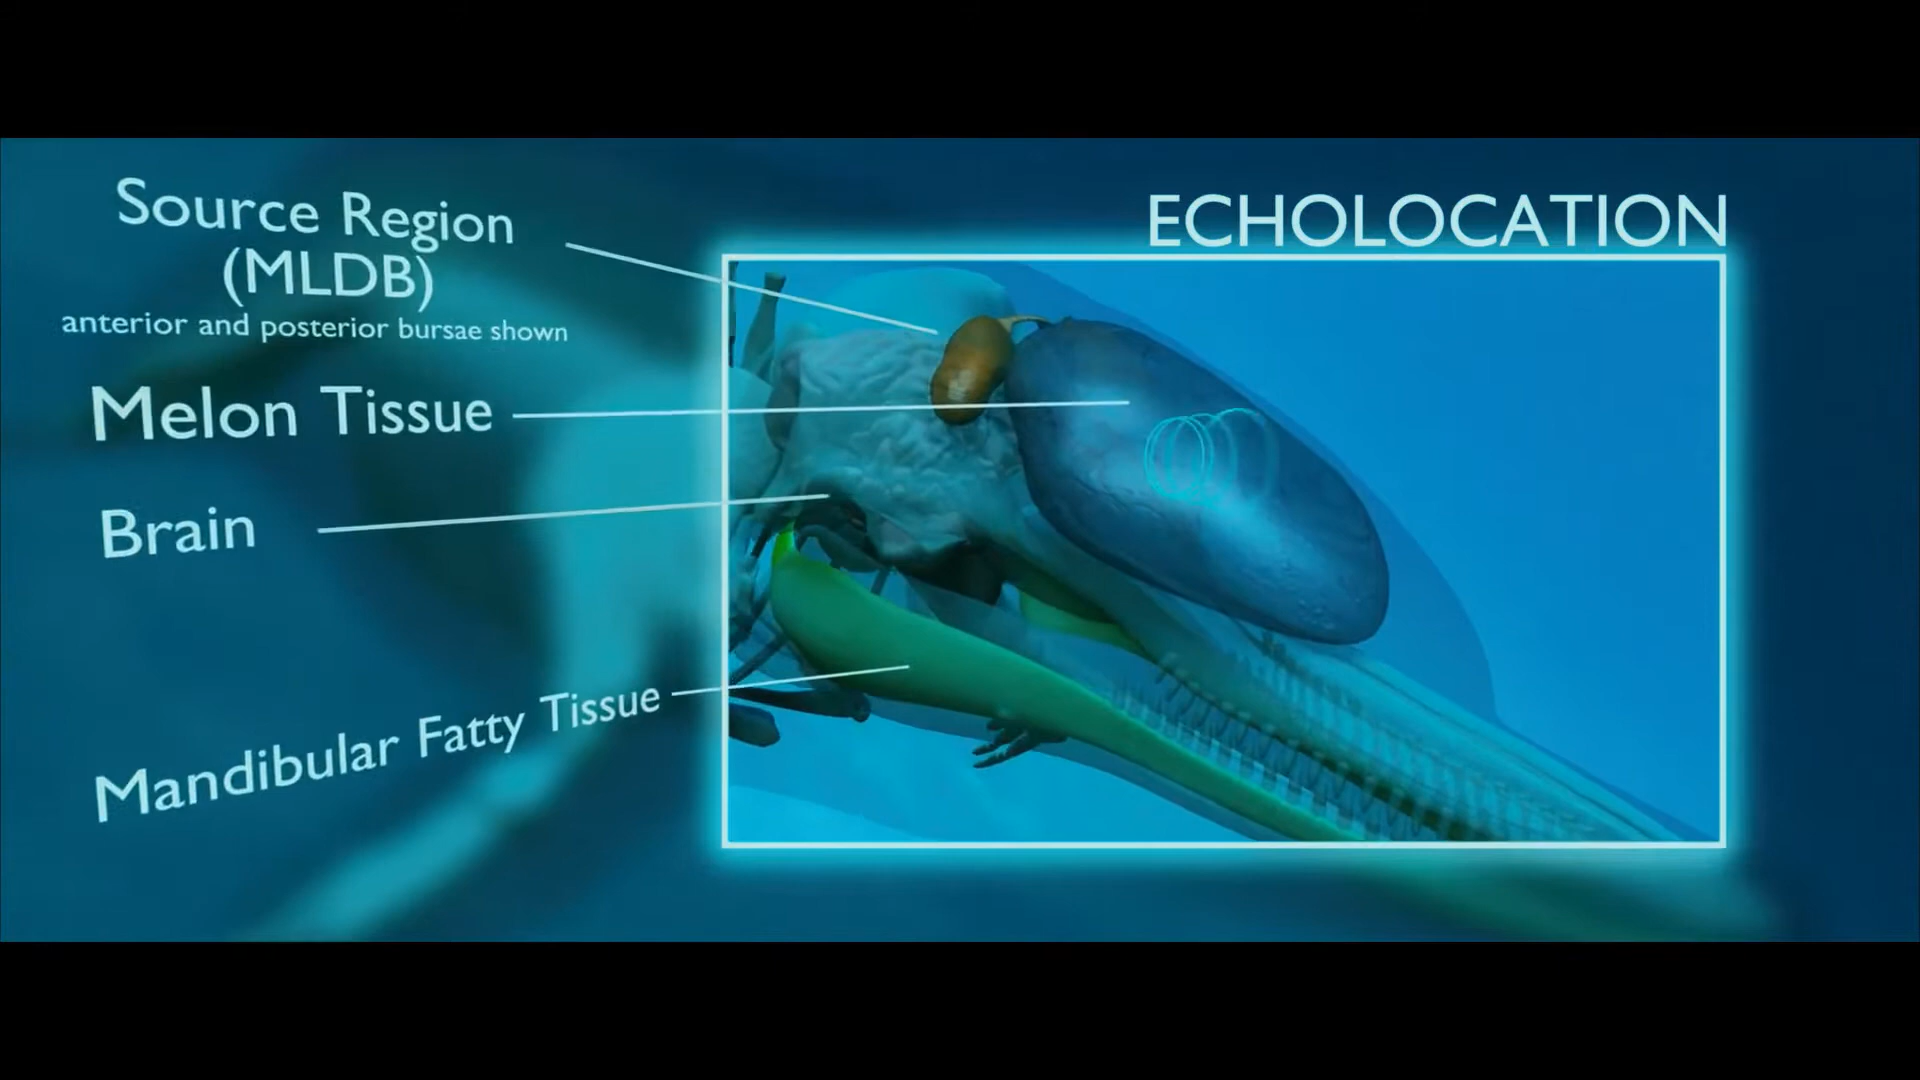 ECHOLOCATION
Source Region
(MLDB)
anterior and posterior bursae shown
Melon Tissue
Brain
Mandibular Fatty Tissue